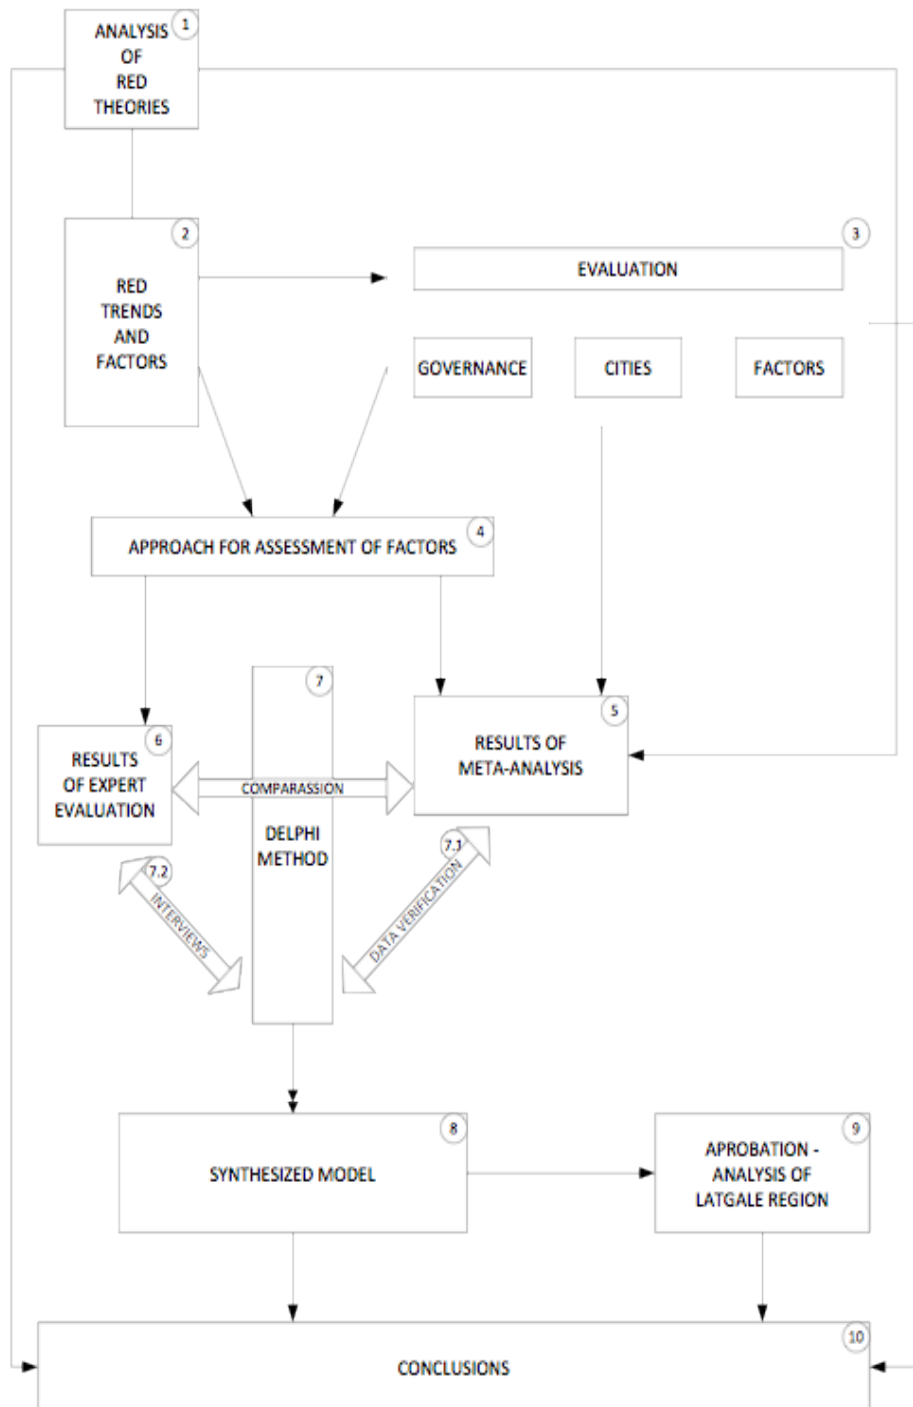 1
ANALYSIS
OF
RED
THEORIES
2
RED
TRENDS
AND
FACTORS
3
EVALUATION
GOVERNANCE
CITIES
FACTORS
4
APPROACH FOR ASSESSMENT OF FACTORS
7
5
RESULTS OF
META-ANALYSIS
6
RESULTS
OF EXPERT
EVALUATION
COMPARASSION
DELPHI
METHOD
7.1
DATA VERIFICATION
7.2
INTERVIEWS
8
SYNTHESIZED MODEL
9
APROBATION -
ANALYSIS OF
LATGALE REGION
10
CONCLUSIONS